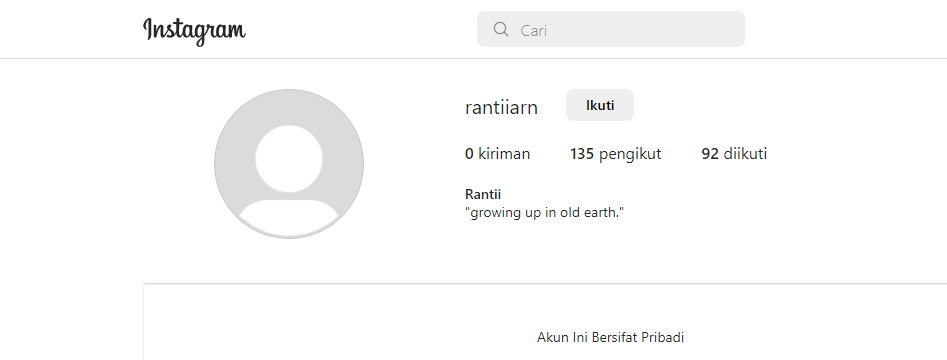 Instagram
Cari
rantiiarn
Ikuti
0 kiriman 135 pengikut 92 diikuti
Rantii
"growing up in old earth."
Akun Ini Bersifat Pribadi